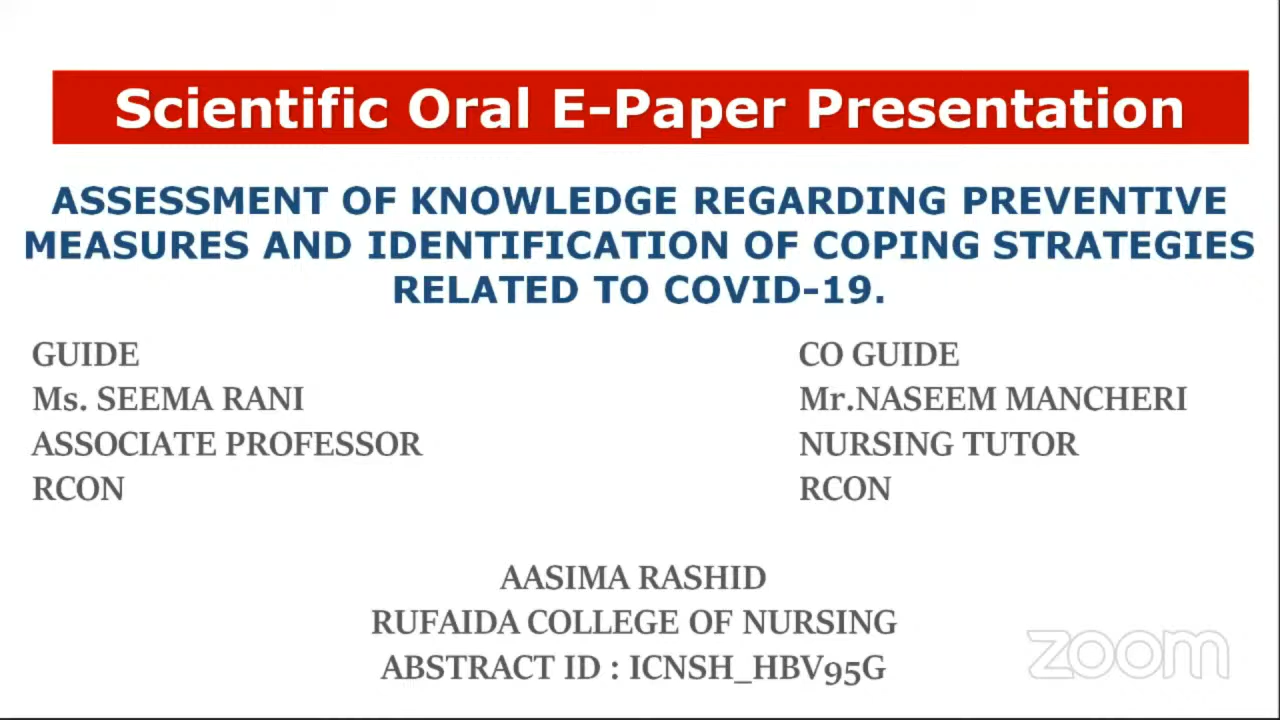 Scientific Oral E-Paper Presentation
ASSESSMENT OF KNOWLEDGE REGARDING PREVENTIVE
MEASURES AND IDENTIFICATION OF COPING STRATEGIES
RELATED TO COVID-19.
GUIDE
Ms. SEEMA RANI
ASSOCIATE PROFESSOR
RCON
CO GUIDE
Mr.NASEEM MANCHERI
NURSING TUTOR
RCON
AASIMA RASHID
RUFAIDA COLLEGE OF NURSING
ABSTRACT ID : ICNSH_HBV95G
zoom